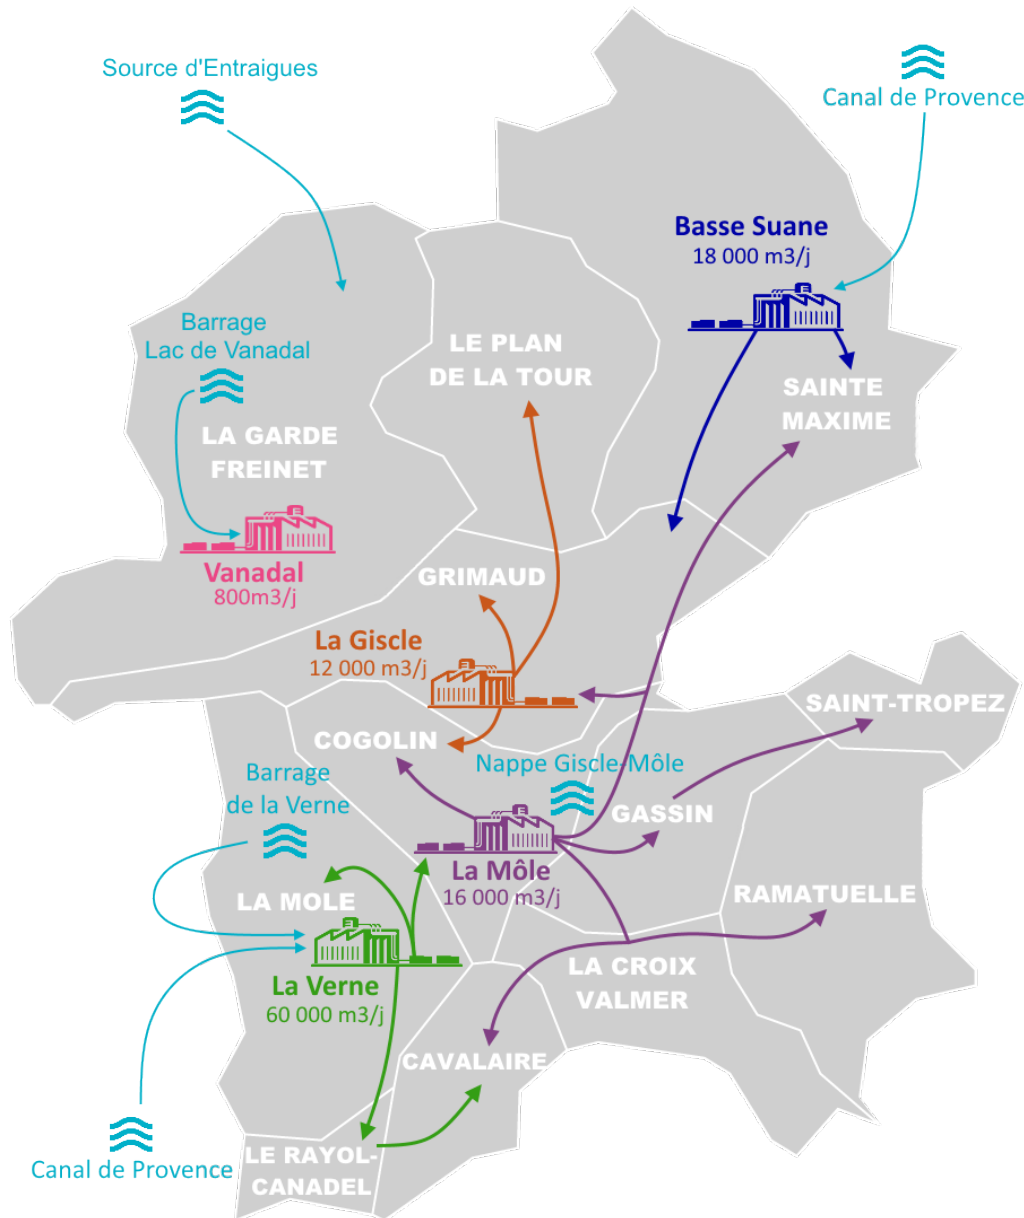 Source d'Entraigues
Canal de Provence
Basse Suane
18 000 m3/j
Barrage
Lac de Vanadal
LE PLAN
DE LA TOUR
SAINTE
MAXIME
LA GARDE
FREINET
Vanadal
800m3/j
GRIMAUD
La Giscle
12 000 m3/j
SAINT-TROPEZ
COGOLIN
Nappe Giscle-Môle
Barrage
de la Verne
GASSIN
La Môle
16 000 m3/j
LA MOLE
RAMATUELLE
La Verne
60 000 m3/j
LA CROIX
VALMER
CAVALAIRE
Canal de Provence
LE RAYOL-
CANADEL